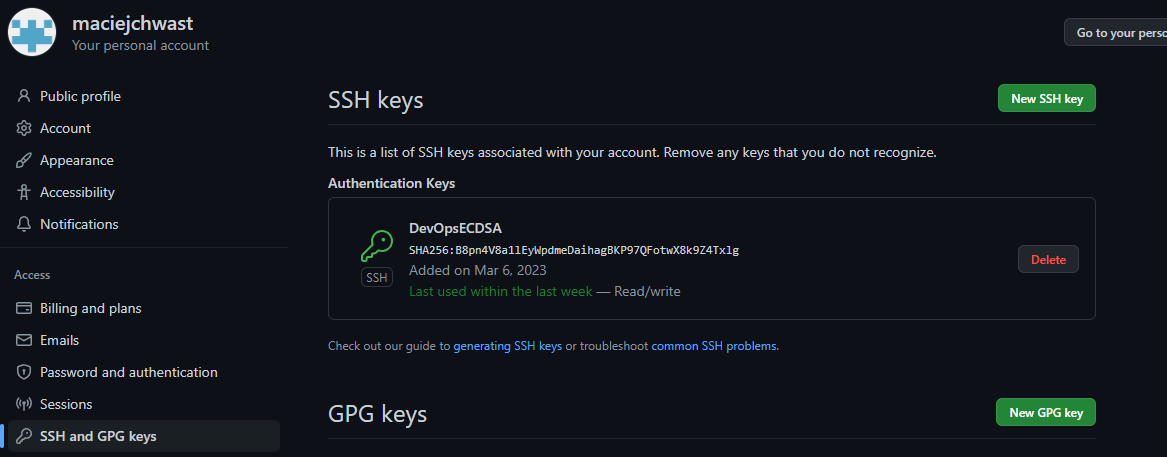 maciejchwast
Your personal account
Go to your perso
Public profile
Account
Appearance
Accessibility
Notifications
Access
Billing and plans
Emails
Password and authentication
Sessions
SSH and GPG keys
SSH keys
New SSH key
This is a list of SSH keys associated with your account. Remove any keys that you do not recognize.
Authentication Keys
DevOpsECDSA
SHA256:B8pn4V8a1lEyWpdmeDaihagBKP97QFotwX8k9Z4Txlg
Added on Mar 6, 2023
Last used within the last week — Read/write
SSH
Delete
Check out our guide to generating SSH keys or troubleshoot common SSH problems.
GPG keys
New GPG key